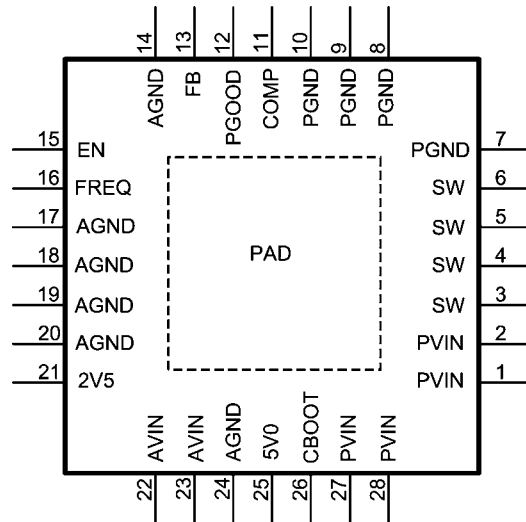 14 13 12 11 10 9 8
AGND FB PGOOD COMP PGND PGND PGND
15 EN PGND 7
16 FREQ SW 6
17 AGND SW 5
18 AGND SW 4
19 AGND SW 3
20 AGND PVIN 2
21 2V5 PVIN 1
PAD
AVIN AVIN AGND 5V0 CBOOT PVIN PVIN
22 23 24 25 26 27 28